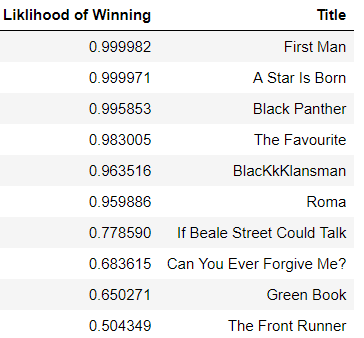 Liklihood of Winning Title
0.999982 First Man
0.999971 A Star Is Born
0.995853 Black Panther
0.983005 The Favourite
0.963516 BlacKkKlansman
0.959886 Roma
0.778590 If Beale Street Could Talk
0.683615 Can You Ever Forgive Me?
0.650271 Green Book
0.504349 The Front Runner